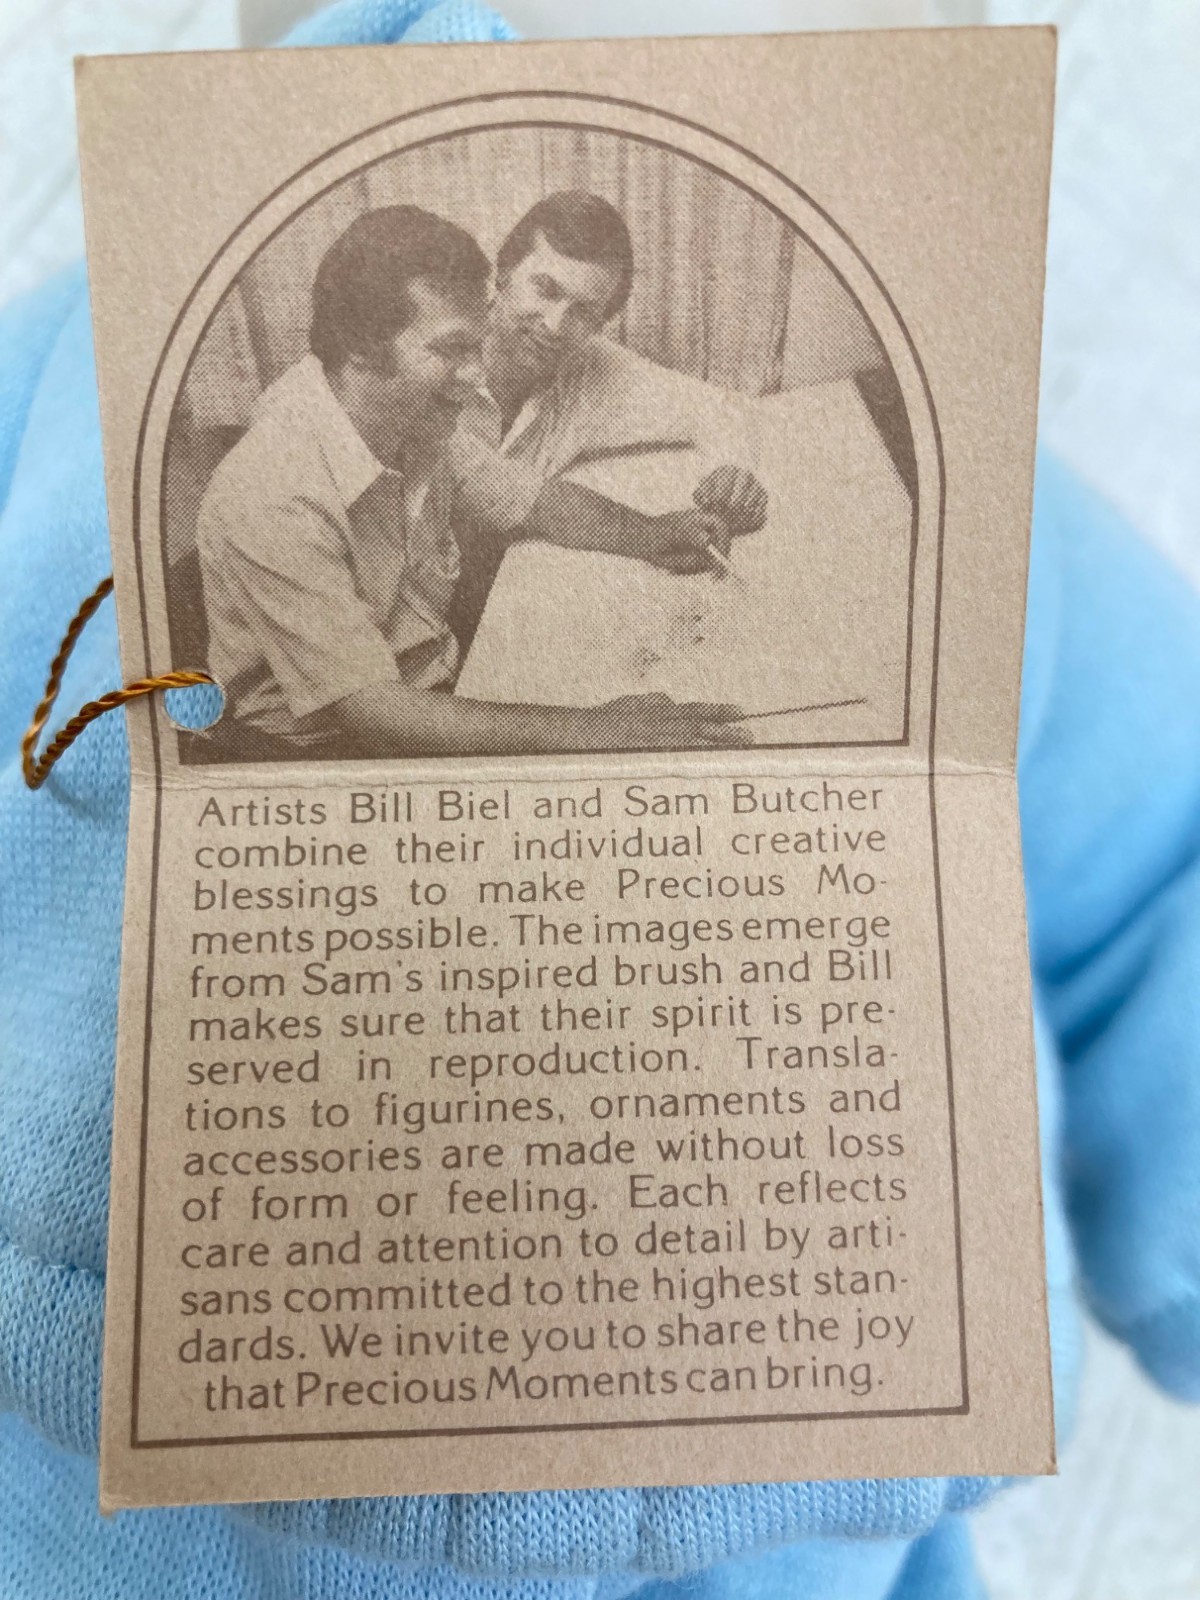 Artists Bill Biel and Sam Butcher
combine their individual creative
blessings to make Precious Mo-
ments possible. The images emerge
from Sam's inspired brush and Bill
makes sure that their spirit is pre-
served in reproduction. Transla-
tions to figurines, ornaments and
accessories are made without loss
of form or feeling. Each reflects
care and attention to detail by arti-
sans committed to the highest stan-
dards. We invite you to share the joy
that Precious Moments can bring.